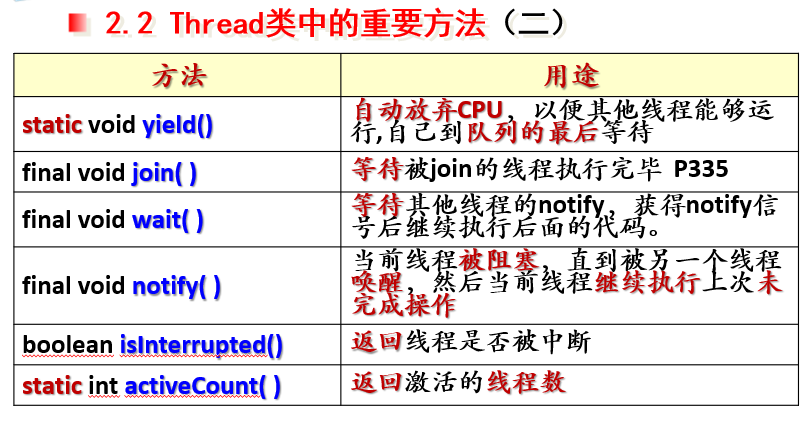 2.2 Thread类中的重要方法（二）
方法
用途
static void yield()
自动放弃CPU，以便其他线程能够运
行,自己到队列的最后等待
final void join( )
等待被join的线程执行完毕 P335
final void wait( )
等待其他线程的notify，获得notify信
号后继续执行后面的代码。
final void notify( )
当前线程被阻塞，直到被另一个线程
唤醒，然后当前线程继续执行上次未
完成操作
boolean isInterrupted()
返回线程是否被中断
static int activeCount( )
返回激活的线程数